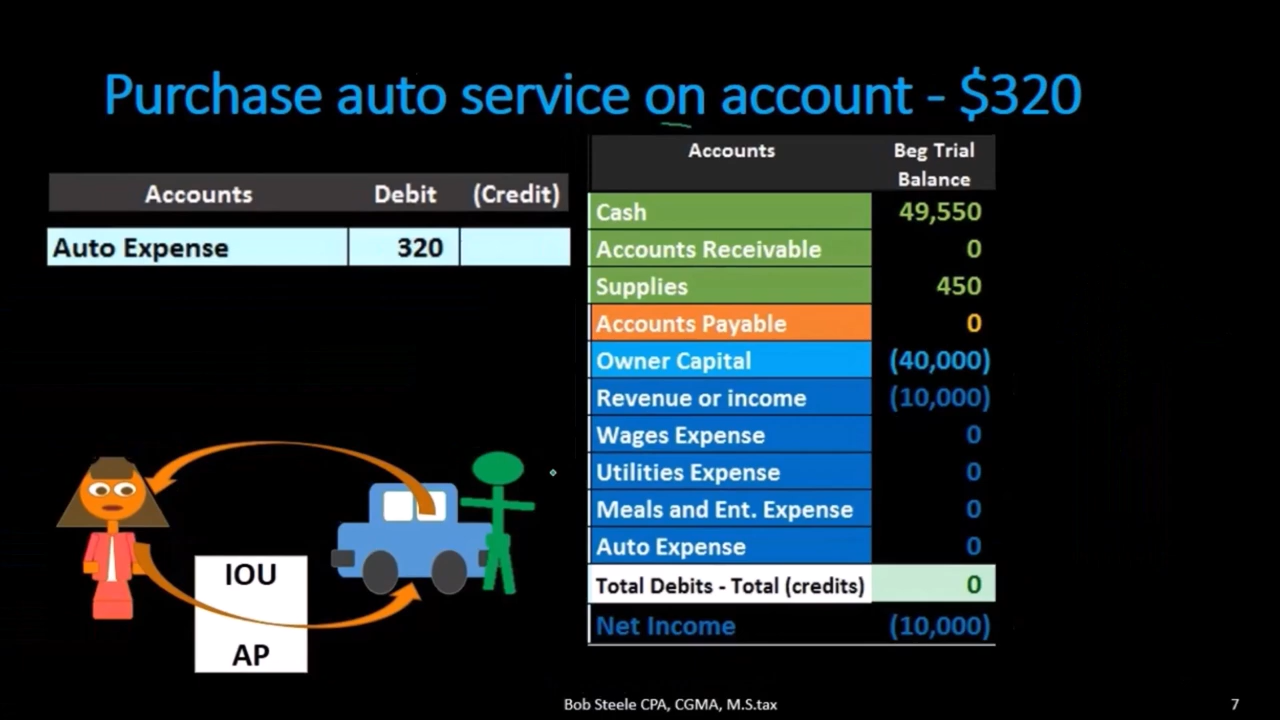 Purchase auto service on account - $320
Accounts Debit (Credit)
Auto Expense 320
IOU
AP
Accounts Beg Trial
Balance
Cash 49,550
Accounts Receivable 0
Supplies 450
Accounts Payable 0
Owner Capital (40,000)
Revenue or income (10,000)
Wages Expense 0
Utilities Expense 0
Meals and Ent. Expense 0
Auto Expense 0
Total Debits - Total (credits) 0
Net Income (10,000)
Bob Steele CPA, CGMA, M.S.tax 7